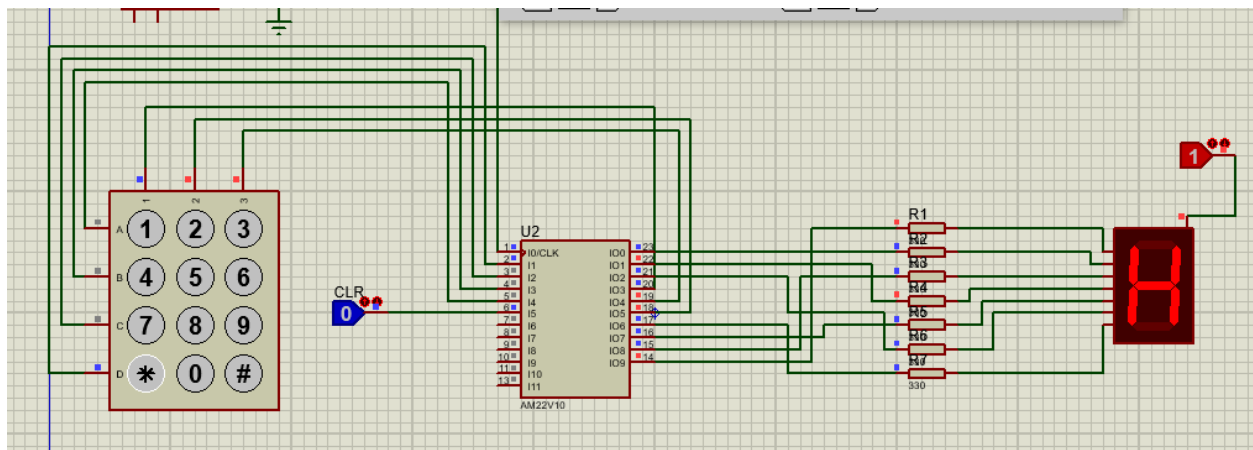 1
1 2 3
R1
U2
R2
A 1 2 3
1 I0/CLK IO0 23
R3
2 I1 IO1 22
3 I2 IO2 21
B 4 5 6
4 I3 IO3 20
R4
CLR
5 I4 IO4 19
0
6 I5 IO5 18
R5
C 7 8 9
7 I6 IO6 17
8 I7 IO7 16
R6
9 I8 IO8 15
10 I9 IO9 14
R7
D * 0 #
11 I10
13 I11
330
AM22V10
H